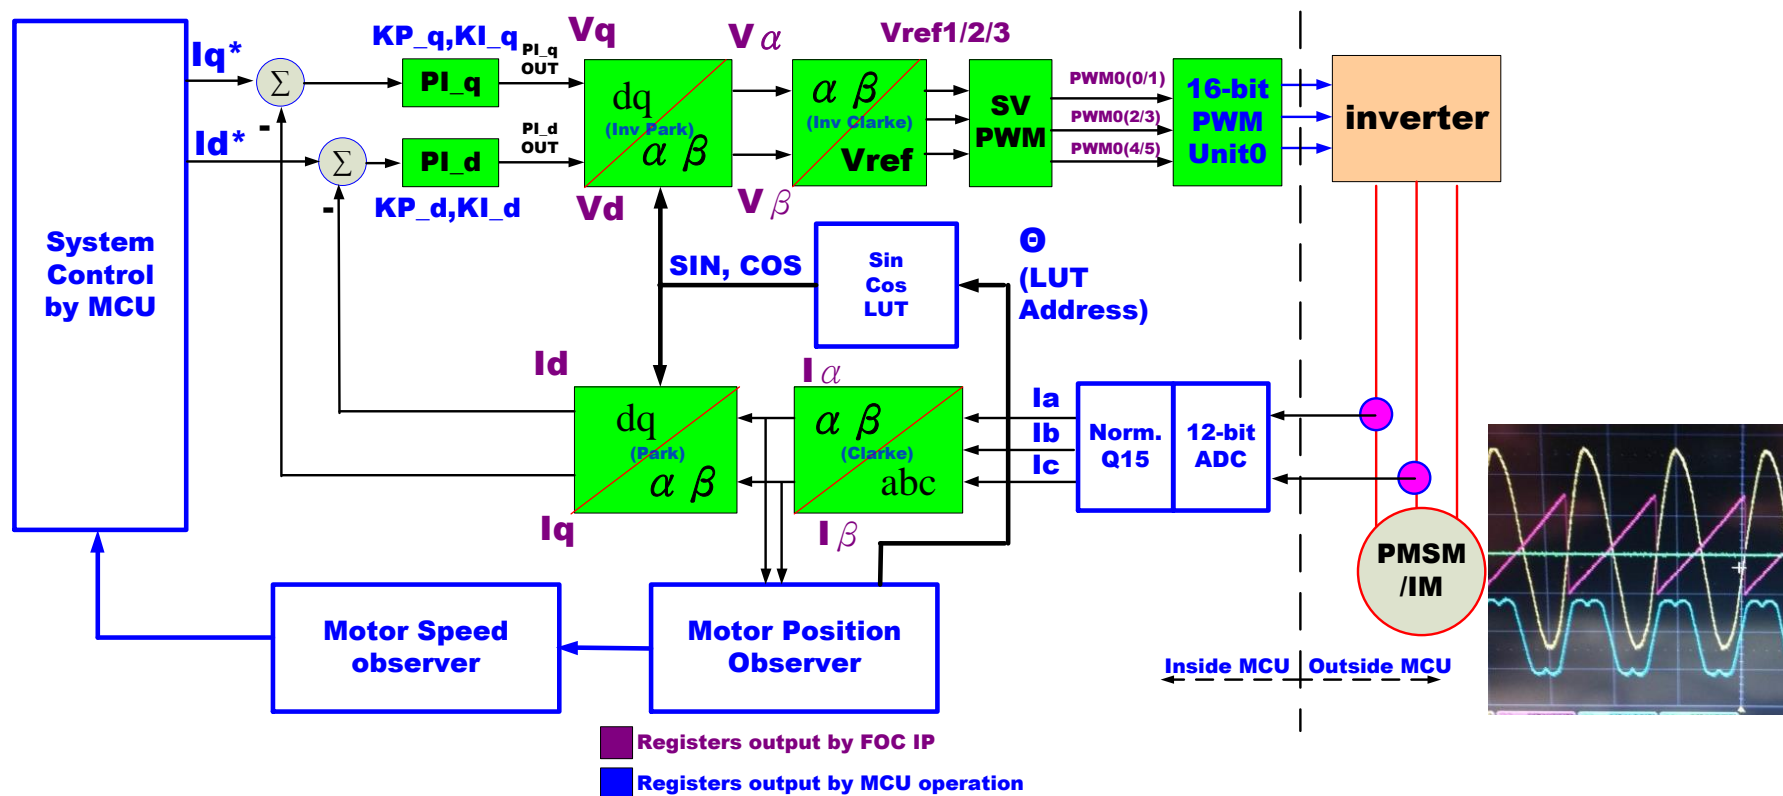 Iq*
Id*
System
Control
by MCU
Σ
-
Σ
-
KP_q,KI_q
PI_q
PI_q
OUT
PI_d
PI_d
OUT
KP_d,KI_d
Vq
dq
(Inv Park)
α β
Vd
V α
V β
α β
(Inv Clarke)
Vref
Vref1/2/3
SV
PWM
PWM0(0/1)
PWM0(2/3)
PWM0(4/5)
16-bit
PWM
Unit0
inverter
SIN, COS
Sin
Cos
LUT
Θ
(LUT
Address)
Id
dq
(Park)
α β
Iq
I α
α β
(Clarke)
abc
I β
Ia
Ib
Ic
Norm.
Q15
12-bit
ADC
PMSM
/IM
Motor Speed
observer
Motor Position
Observer
Inside MCU
Outside MCU
Registers output by FOC IP
Registers output by MCU operation